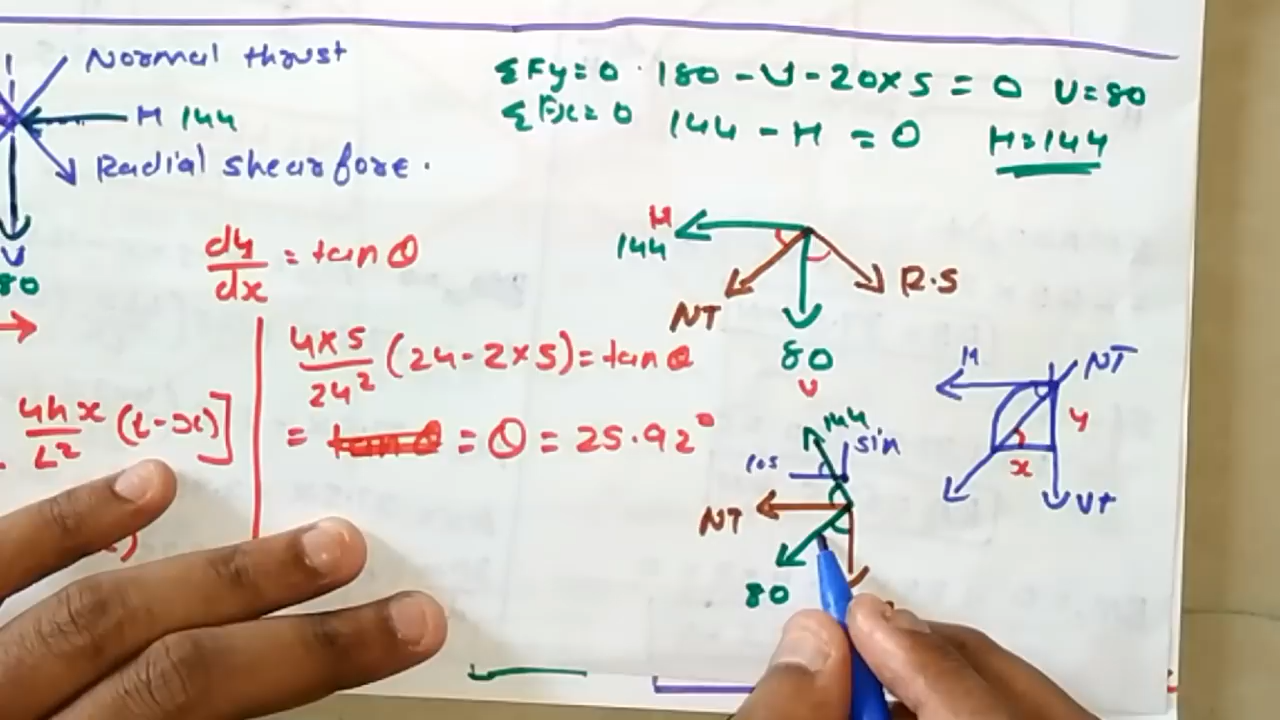 Normal thrust
H 144
Radial shear forse.
V
80
ΣFy=0 · 180 - V - 20×5 = 0 V=80
ΣFx=0 144 - H = 0 H=144
dy/dx = tan θ
4×5/24² (24-2×5) = tan θ
= tan θ = θ = 25.92°
4hx/L² (L-x)]
H
144
NT
R.S
80
V
144
sin
cos
NT
80
H
NT
y
x
V